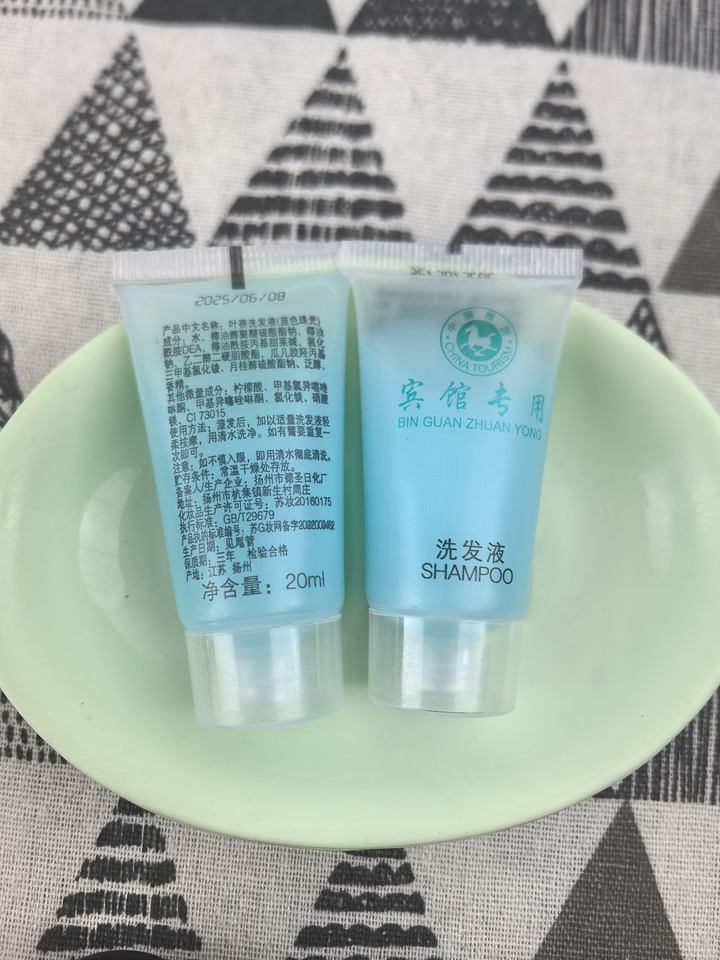 2025/06/08
产品中文名称：叶蓓洗发液(蓝色珠壳)
成分：水、椰油醇聚醚硫酸酯钠、椰油
酰胺DEA、椰油酰胺丙基甜菜碱、氯化
钠、乙二醇二硬脂酸酯、瓜儿胶羟丙基
三甲基氯化铵、月桂醇硫酸酯钠、泛醇、
香精。
其他微量成分：柠檬酸、甲基氯异噻唑
啉酮、甲基异噻唑啉酮、氯化镁、硝酸
镁、CI 73015
使用方法：湿发后，加以适量洗发液轻
柔按摩，用清水洗净。如有需要重复一
次即可。
注意：如不慎入眼，即用清水彻底清洗。
贮存条件：常温干燥处存放。
备案人/生产企业：扬州市德圣日化厂
地址：扬州市杭集镇新生村周庄
化妆品生产许可证号：苏妆20160175
执行标准：GB/T29679
产品执行的标准编号：苏G妆网备字2022003482
生产日期：见尾管
保质期：三年 检验合格
产地：江苏 扬州
净含量：20ml
中国旅游
CHINA TOURISM
宾馆专用
BIN GUAN ZHUAN YONG
洗发液
SHAMPOO